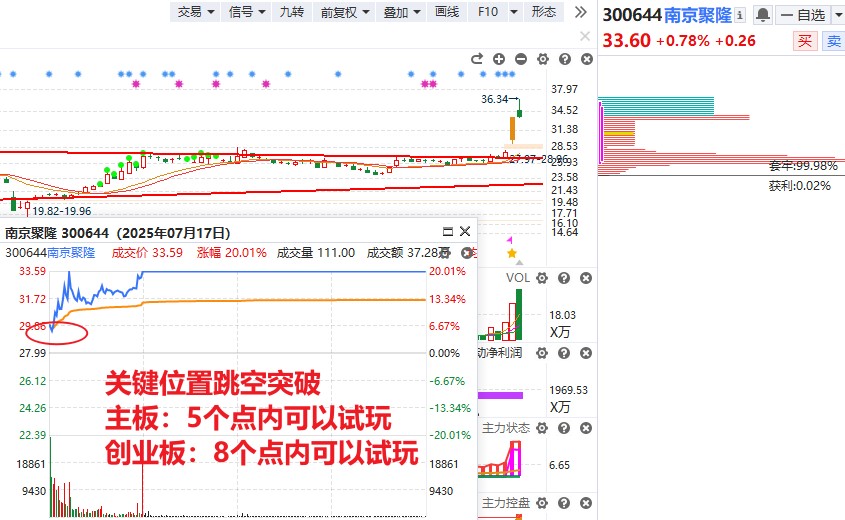 交易 信号 九转 前复权 叠加 画线 F10 形态
300644 南京聚隆
自选
33.60 +0.78% +0.26
买 卖
37.97
36.34
34.52
31.38
28.53
23.58
21.43
19.48
17.71
16.10
14.64
19.82-19.96
套牢:99.98%
获利:0.02%
南京聚隆 300644（2025年07月17日）
300644南京聚隆 成交价 33.59 涨幅 20.01% 成交量 111.00 成交额 37.28
33.59 20.01%
31.72 13.34%
29.86 6.67%
27.99 0.00%
26.12 -6.67%
24.26 -13.34%
22.39 -20.01%
18861 18861
9430 9430
关键位置跳空突破
主板：5个点内可以试玩
创业板：8个点内可以试玩
VOL
18.03
X万
动净利润
1969.53
X万
主力状态
6.65
主力控盘